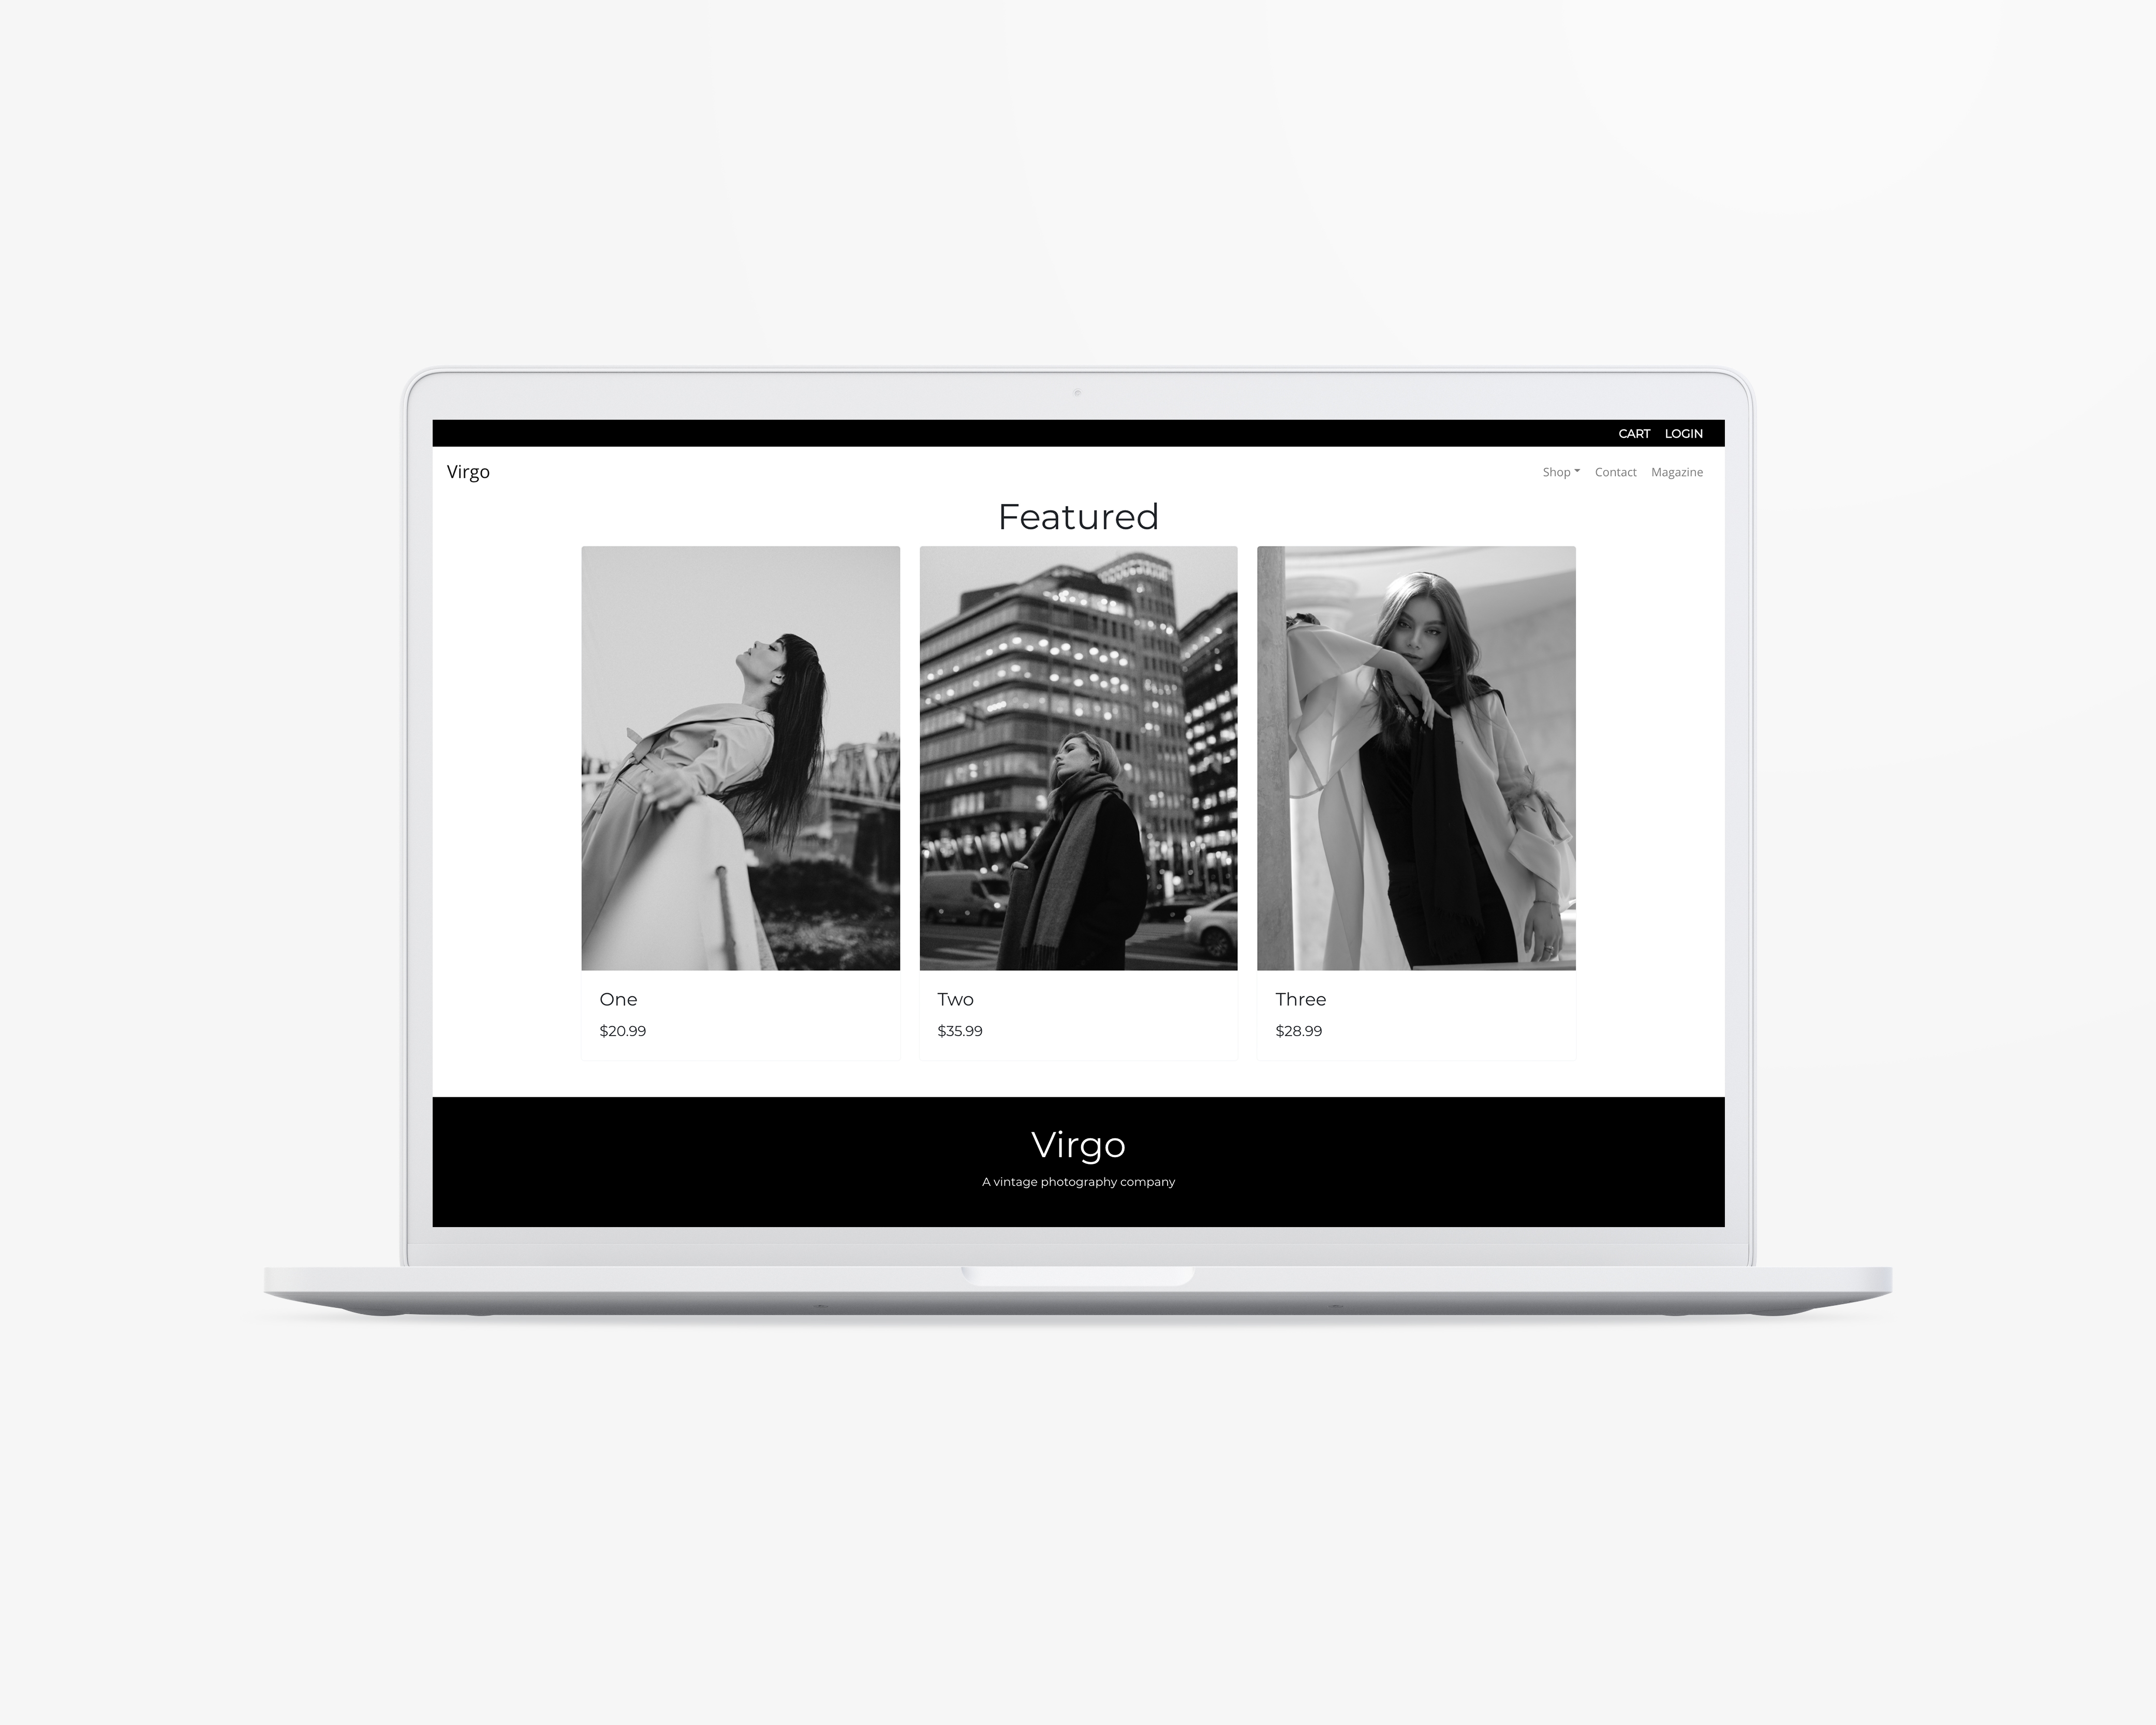 CART LOGIN
Virgo Shop Contact Magazine
Featured
One
$20.99
Two
$35.99
Three
$28.99
Virgo
A vintage photography company